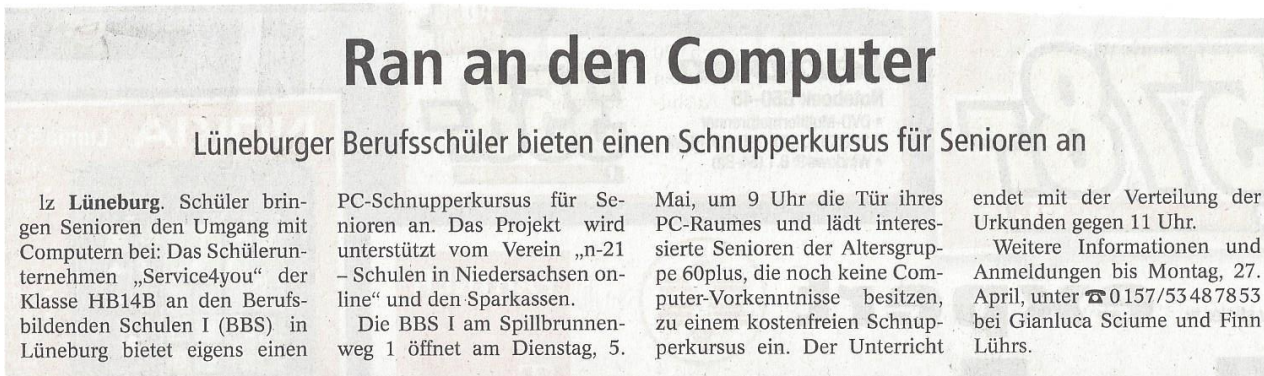 Ran an den Computer
Lüneburger Berufsschüler bieten einen Schnupperkursus für Senioren an
lz Lüneburg. Schüler brin-
gen Senioren den Umgang mit
Computern bei: Das Schülerun-
ternehmen „Service4you“ der
Klasse HB14B an den Berufs-
bildenden Schulen I (BBS) in
Lüneburg bietet eigens einen
PC-Schnupperkursus für Se-
nioren an. Das Projekt wird
unterstützt vom Verein „n-21
– Schulen in Niedersachsen on-
line“ und den Sparkassen.
Die BBS I am Spillbrunnen-
weg 1 öffnet am Dienstag, 5.
Mai, um 9 Uhr die Tür ihres
PC-Raumes und lädt interes-
sierte Senioren der Altersgrup-
pe 60plus, die noch keine Com-
puter-Vorkenntnisse besitzen,
zu einem kostenfreien Schnup-
perkursus ein. Der Unterricht
endet mit der Verteilung der
Urkunden gegen 11 Uhr.
Weitere Informationen und
Anmeldungen bis Montag, 27.
April, unter ☎0157/53487853
bei Gianluca Sciume und Finn
Lührs.